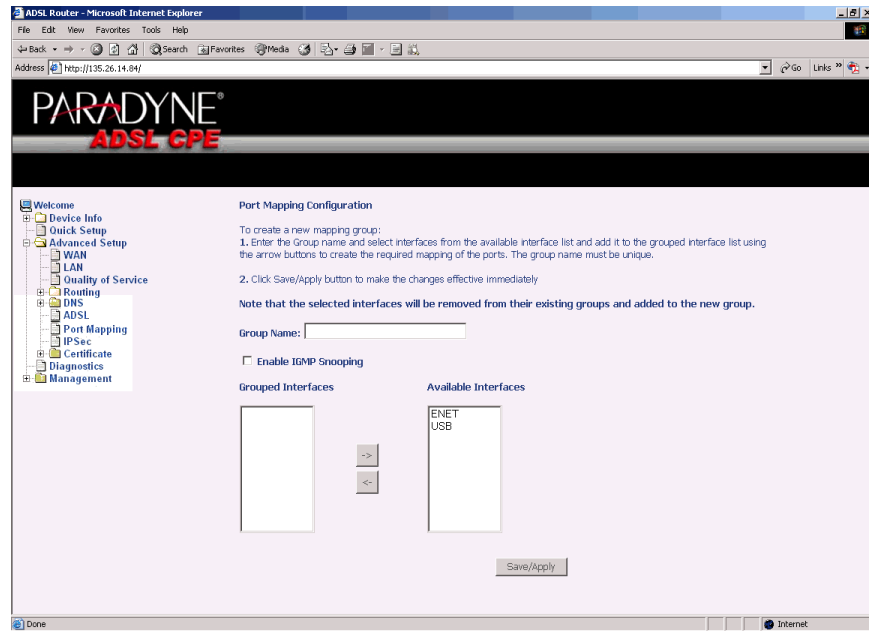 ADSL Router - Microsoft Internet Explorer
File Edit View Favorites Tools Help
Back Search Favorites Media
Address http://135.26.14.84/ Go Links »
PARADYNE®
ADSL CPE
Welcome
Device Info
Quick Setup
Advanced Setup
WAN
LAN
Quality of Service
Routing
DNS
ADSL
Port Mapping
IPSec
Certificate
Diagnostics
Management
Port Mapping Configuration
To create a new mapping group:
1. Enter the Group name and select interfaces from the available interface list and add it to the grouped interface list using
the arrow buttons to create the required mapping of the ports. The group name must be unique.
2. Click Save/Apply button to make the changes effective immediately
Note that the selected interfaces will be removed from their existing groups and added to the new group.
Group Name:
Enable IGMP Snooping
Grouped Interfaces Available Interfaces
ENET
USB
->
<-
Save/Apply
Done Internet